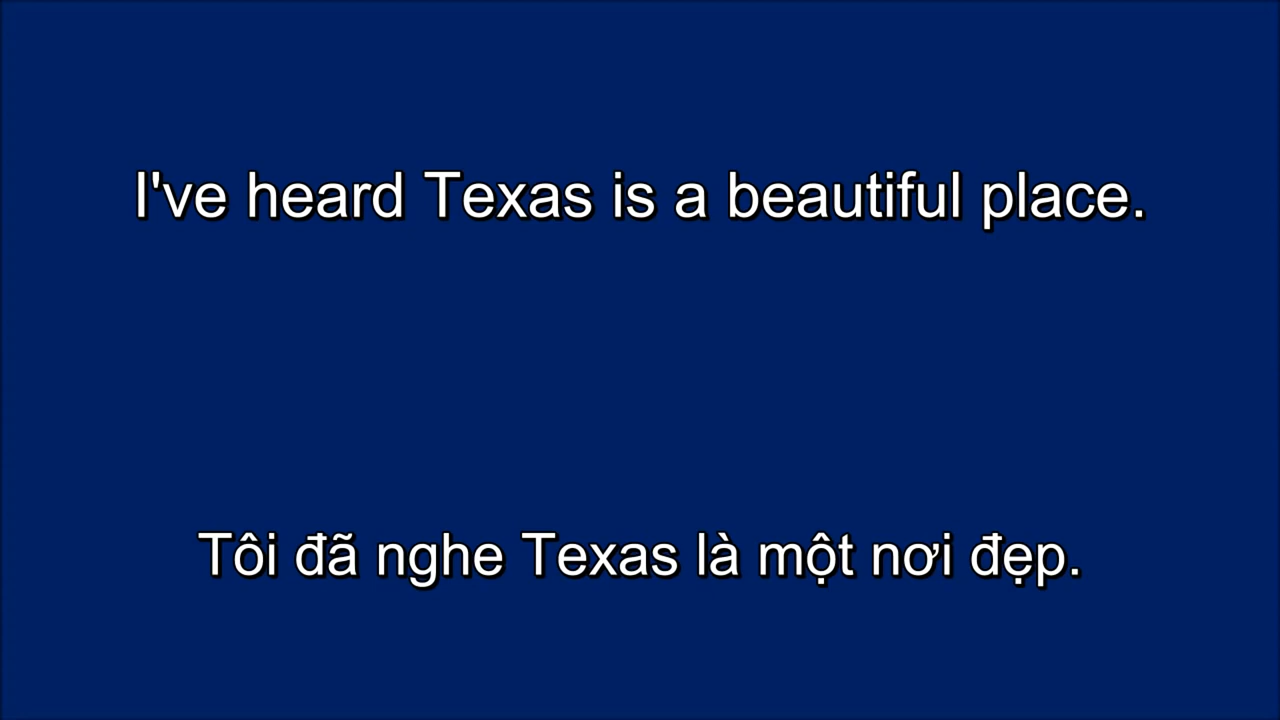 I've heard Texas is a beautiful place.
Tôi đã nghe Texas là một nơi đẹp.